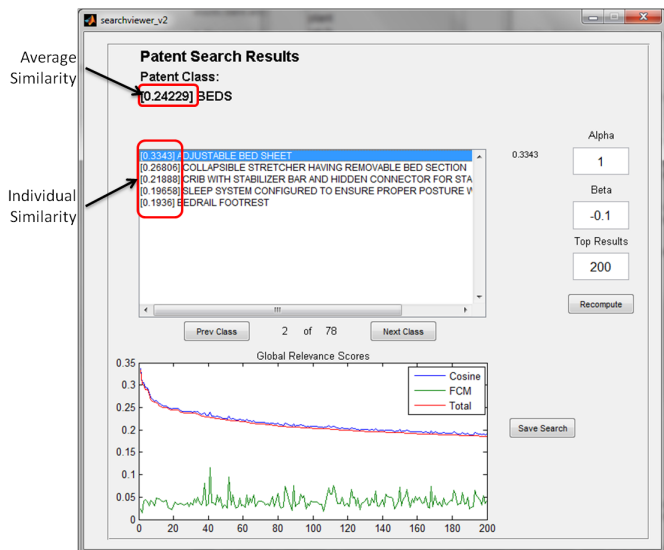 searchviewer_v2
Average
Similarity
Patent Search Results
Patent Class:
[0.24229] BEDS
Individual
Similarity
[0.3343] ADJUSTABLE BED SHEET
[0.26806] COLLAPSIBLE STRETCHER HAVING REMOVABLE BED SECTION
[0.21888] CRIB WITH STABILIZER BAR AND HIDDEN CONNECTOR FOR STA
[0.19658] SLEEP SYSTEM CONFIGURED TO ENSURE PROPER POSTURE W
[0.1936] BEDRAIL FOOTREST
0.3343
Alpha
1
Beta
-0.1
Top Results
200
Recompute
Prev Class
2 of 78
Next Class
Global Relevance Scores
0.35
0.3
0.25
0.2
0.15
0.1
0.05
0
Cosine
FCM
Total
0 20 40 60 80 100 120 140 160 180 200
Save Search